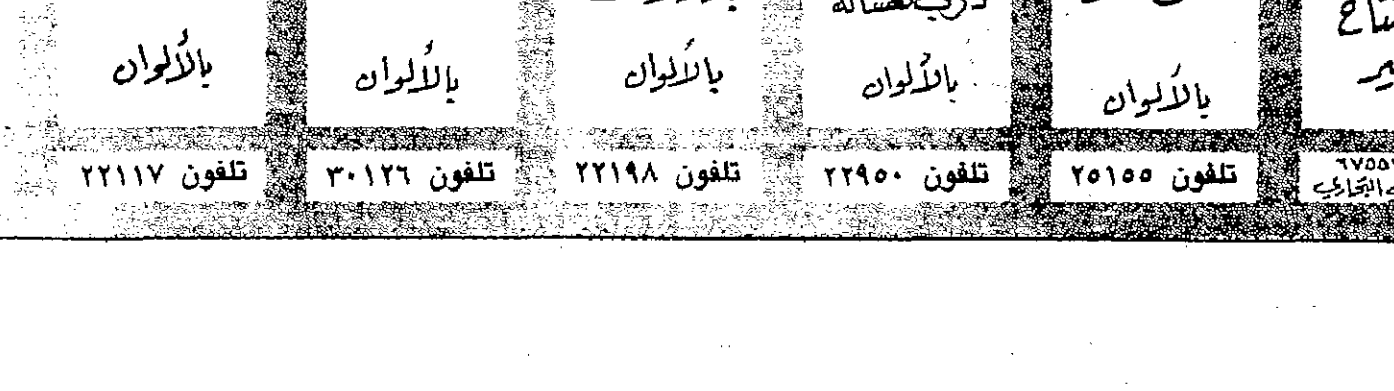 بالألوان
تلفون ٢٥١٥٥
بالألوان
تلفون ٢٢٩٥٠
بالألوان
تلفون ٢٢١٩٨
بالألوان
تلفون ٣٠١٢٦
بالألوان
تلفون ٢٢١١٧